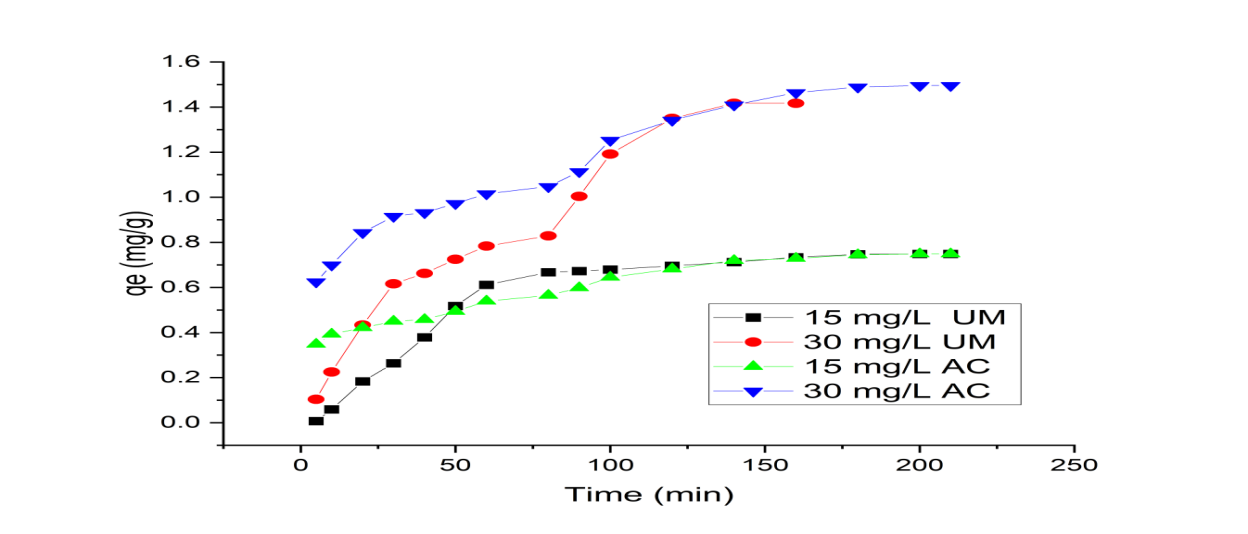 1.6
1.4
1.2
1.0
0.8
0.6
0.4
0.2
0.0
qe (mg/g)
15 mg/L  UM
30 mg/L UM
15 mg/L AC
30 mg/L AC
0 50 100 150 200 250
Time (min)